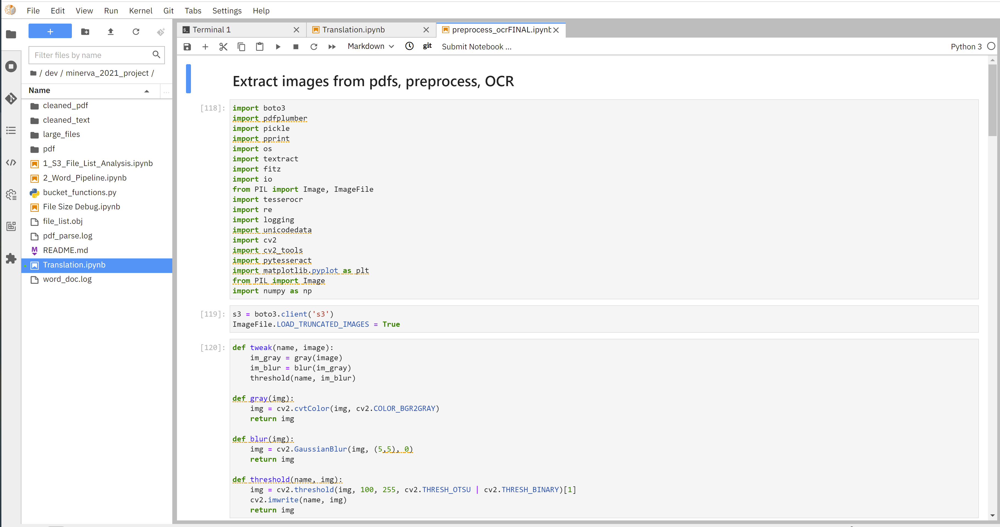 File Edit View Run Kernel Git Tabs Settings Help
+
Filter files by name
/ dev / minerva_2021_project /
Name
...
cleaned_pdf
cleaned_text
large_files
pdf
1_S3_File_List_Analysis.ipynb
2_Word_Pipeline.ipynb
bucket_functions.py
File Size Debug.ipynb
file_list.obj
pdf_parse.log
README.md
Translation.ipynb
word_doc.log
Terminal 1
Translation.ipynb
preprocess_ocrFINAL.ipynb
Markdown
git
Submit Notebook ...
Python 3
Extract images from pdfs, preprocess, OCR
[118]:
import boto3
import pdfplumber
import pickle
import pprint
import os
import textract
import fitz
import io
from PIL import Image, ImageFile
import tesserocr
import re
import logging
import unicodedata
import cv2
import cv2_tools
import pytesseract
import matplotlib.pyplot as plt
from PIL import Image
import numpy as np
[119]:
s3 = boto3.client('s3')
ImageFile.LOAD_TRUNCATED_IMAGES = True
[120]:
def tweak(name, image):
    im_gray = gray(image)
    im_blur = blur(im_gray)
    threshold(name, im_blur)
def gray(img):
    img = cv2.cvtColor(img, cv2.COLOR_BGR2GRAY)
    return img
def blur(img):
    img = cv2.GaussianBlur(img, (5,5), 0)
    return img
def threshold(name, img):
    img = cv2.threshold(img, 100, 255, cv2.THRESH_OTSU | cv2.THRESH_BINARY)[1]
    cv2.imwrite(name, img)
    return img